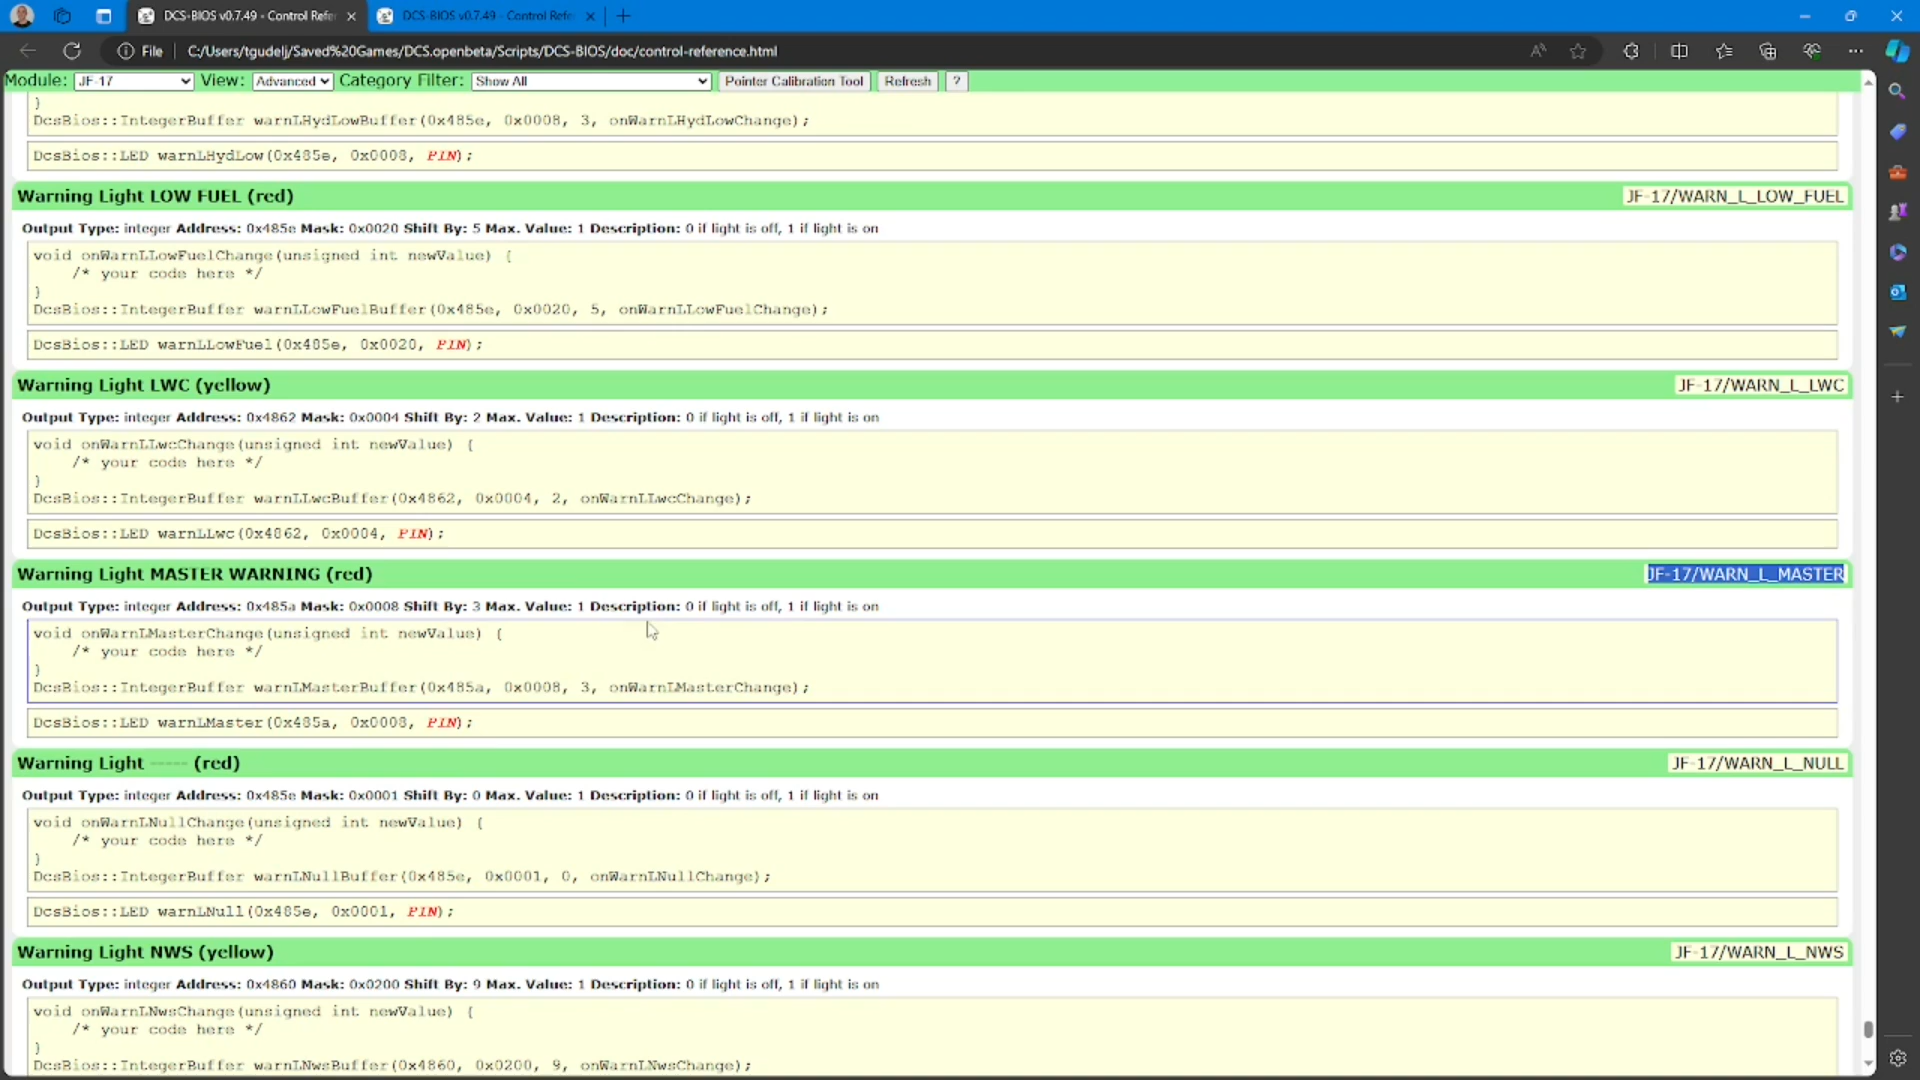 DCS-BIOS v0.7.49 - Control Refe
DCS-BIOS v0.7.49 - Control Refe
File
C:/Users/tgudelj/Saved%20Games/DCS.openbeta/Scripts/DCS-BIOS/doc/control-reference.html
Module: JF-17 View: Advanced Category Filter: Show All Pointer Calibration Tool Refresh ?
}
DcsBios::IntegerBuffer warnLHydLowBuffer(0x485e, 0x0008, 3, onWarnLHydLowChange);
DcsBios::LED warnLHydLow(0x485e, 0x0008, PIN);
Warning Light LOW FUEL (red) JF-17/WARN_L_LOW_FUEL
Output Type: integer Address: 0x485e Mask: 0x0020 Shift By: 5 Max. Value: 1 Description: 0 if light is off, 1 if light is on
void onWarnLLowFuelChange(unsigned int newValue) {
/* your code here */
}
DcsBios::IntegerBuffer warnLLowFuelBuffer(0x485e, 0x0020, 5, onWarnLLowFuelChange);
DcsBios::LED warnLLowFuel(0x485e, 0x0020, PIN);
Warning Light LWC (yellow) JF-17/WARN_L_LWC
Output Type: integer Address: 0x4862 Mask: 0x0004 Shift By: 2 Max. Value: 1 Description: 0 if light is off, 1 if light is on
void onWarnLLwcChange(unsigned int newValue) {
/* your code here */
}
DcsBios::IntegerBuffer warnLLwcBuffer(0x4862, 0x0004, 2, onWarnLLwcChange);
DcsBios::LED warnLLwc(0x4862, 0x0004, PIN);
Warning Light MASTER WARNING (red) JF-17/WARN_L_MASTER
Output Type: integer Address: 0x485a Mask: 0x0008 Shift By: 3 Max. Value: 1 Description: 0 if light is off, 1 if light is on
void onWarnLMasterChange(unsigned int newValue) {
/* your code here */
}
DcsBios::IntegerBuffer warnLMasterBuffer(0x485a, 0x0008, 3, onWarnLMasterChange);
DcsBios::LED warnLMaster(0x485a, 0x0008, PIN);
Warning Light ----- (red) JF-17/WARN_L_NULL
Output Type: integer Address: 0x485e Mask: 0x0001 Shift By: 0 Max. Value: 1 Description: 0 if light is off, 1 if light is on
void onWarnLNullChange(unsigned int newValue) {
/* your code here */
}
DcsBios::IntegerBuffer warnLNullBuffer(0x485e, 0x0001, 0, onWarnLNullChange);
DcsBios::LED warnLNull(0x485e, 0x0001, PIN);
Warning Light NWS (yellow) JF-17/WARN_L_NWS
Output Type: integer Address: 0x4860 Mask: 0x0200 Shift By: 9 Max. Value: 1 Description: 0 if light is off, 1 if light is on
void onWarnLNwsChange(unsigned int newValue) {
/* your code here */
}
DcsBios::IntegerBuffer warnLNwsBuffer(0x4860, 0x0200, 9, onWarnLNwsChange);